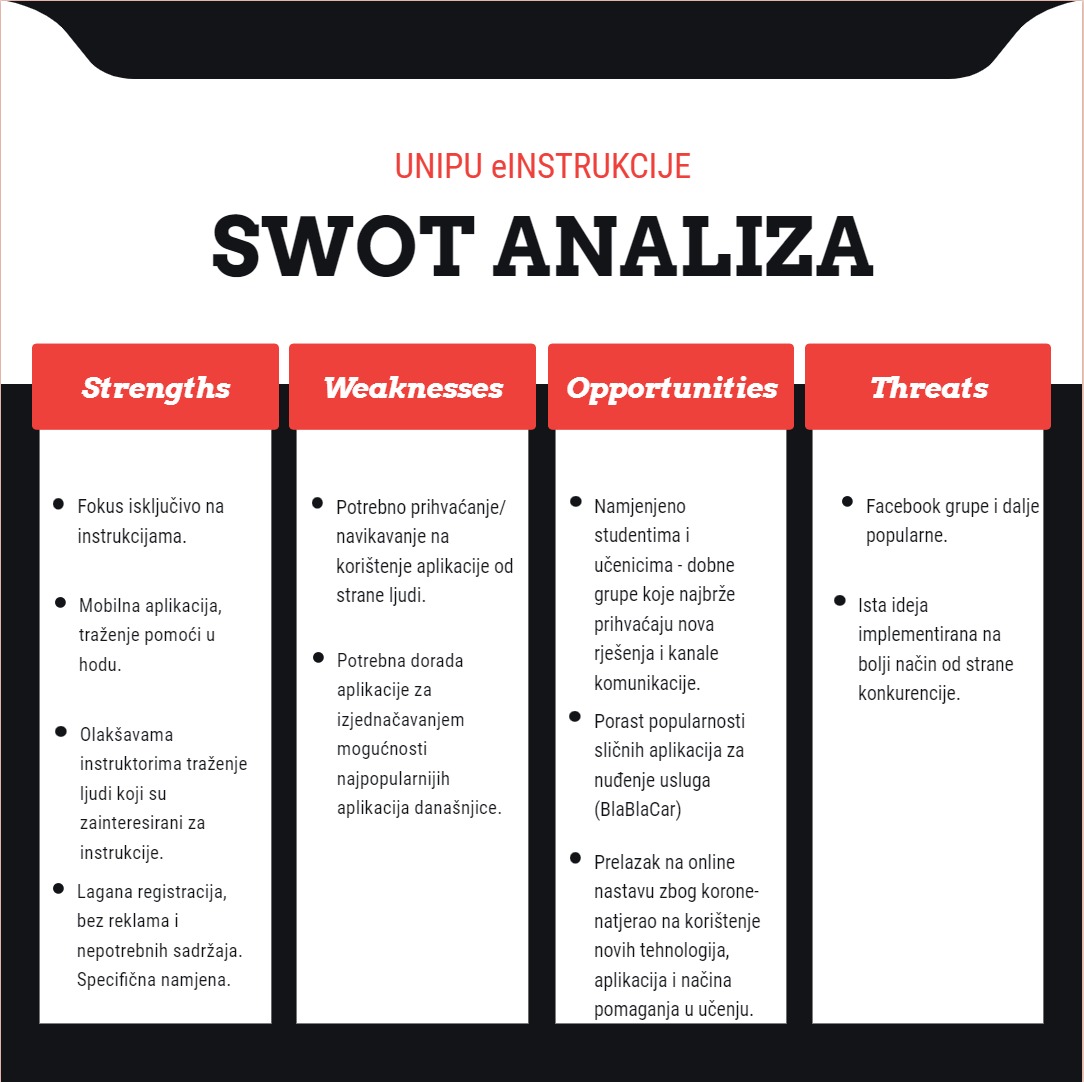 UNIPU eINSTRUKCIJE
SWOT ANALIZA
Strengths
Fokus isključivo na
instrukcijama.
Mobilna aplikacija,
traženje pomoći u
hodu.
Olakšavama
instruktorima traženje
ljudi koji su
zainteresirani za
instrukcije.
Lagana registracija,
bez reklama i
nepotrebnih sadržaja.
Specifična namjena.
Weaknesses
Potrebno prihvaćanje/
navikavanje na
korištenje aplikacije od
strane ljudi.
Potrebna dorada
aplikacije za
izjednačavanjem
mogućnosti
najpopularnijih
aplikacija današnjice.
Opportunities
Namjenjeno
studentima i
učenicima - dobne
grupe koje najbrže
prihvaćaju nova
rješenja i kanale
komunikacije.
Porast popularnosti
sličnih aplikacija za
nuđenje usluga
(BlaBlaCar)
Prelazak na online
nastavu zbog korone-
natjerao na korištenje
novih tehnologija,
aplikacija i načina
pomaganja u učenju.
Threats
Facebook grupe i dalje
popularne.
Ista ideja
implementirana na
bolji način od strane
konkurencije.